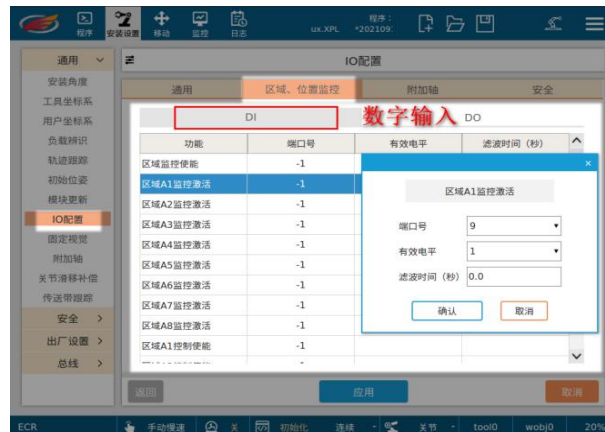 程序
安装设置
移动
监控
日志
ux.XPL
程序：
*202109:
通用
IO配置
安装角度
工具坐标系
用户坐标系
负载辨识
轨迹跟踪
初始位姿
模块更新
IO配置
固定视觉
附加轴
关节滑移补偿
传送带跟踪
安全
出厂设置
总线
通用
区域、位置监控
附加轴
安全
DI
数字输入
DO
功能
端口号
有效电平
滤波时间（秒）
区域监控使能
-1
区域A1监控激活
-1
区域A2监控激活
-1
区域A3监控激活
-1
区域A4监控激活
-1
区域A5监控激活
-1
区域A6监控激活
-1
区域A7监控激活
-1
区域A8监控激活
-1
区域A1控制使能
-1
区域A1监控激活
端口号
9
有效电平
1
滤波时间（秒）
0.0
确认
取消
返回
应用
取消
ECR
手动慢速
关
初始化
连续
关节
tool0
wobj0
20%